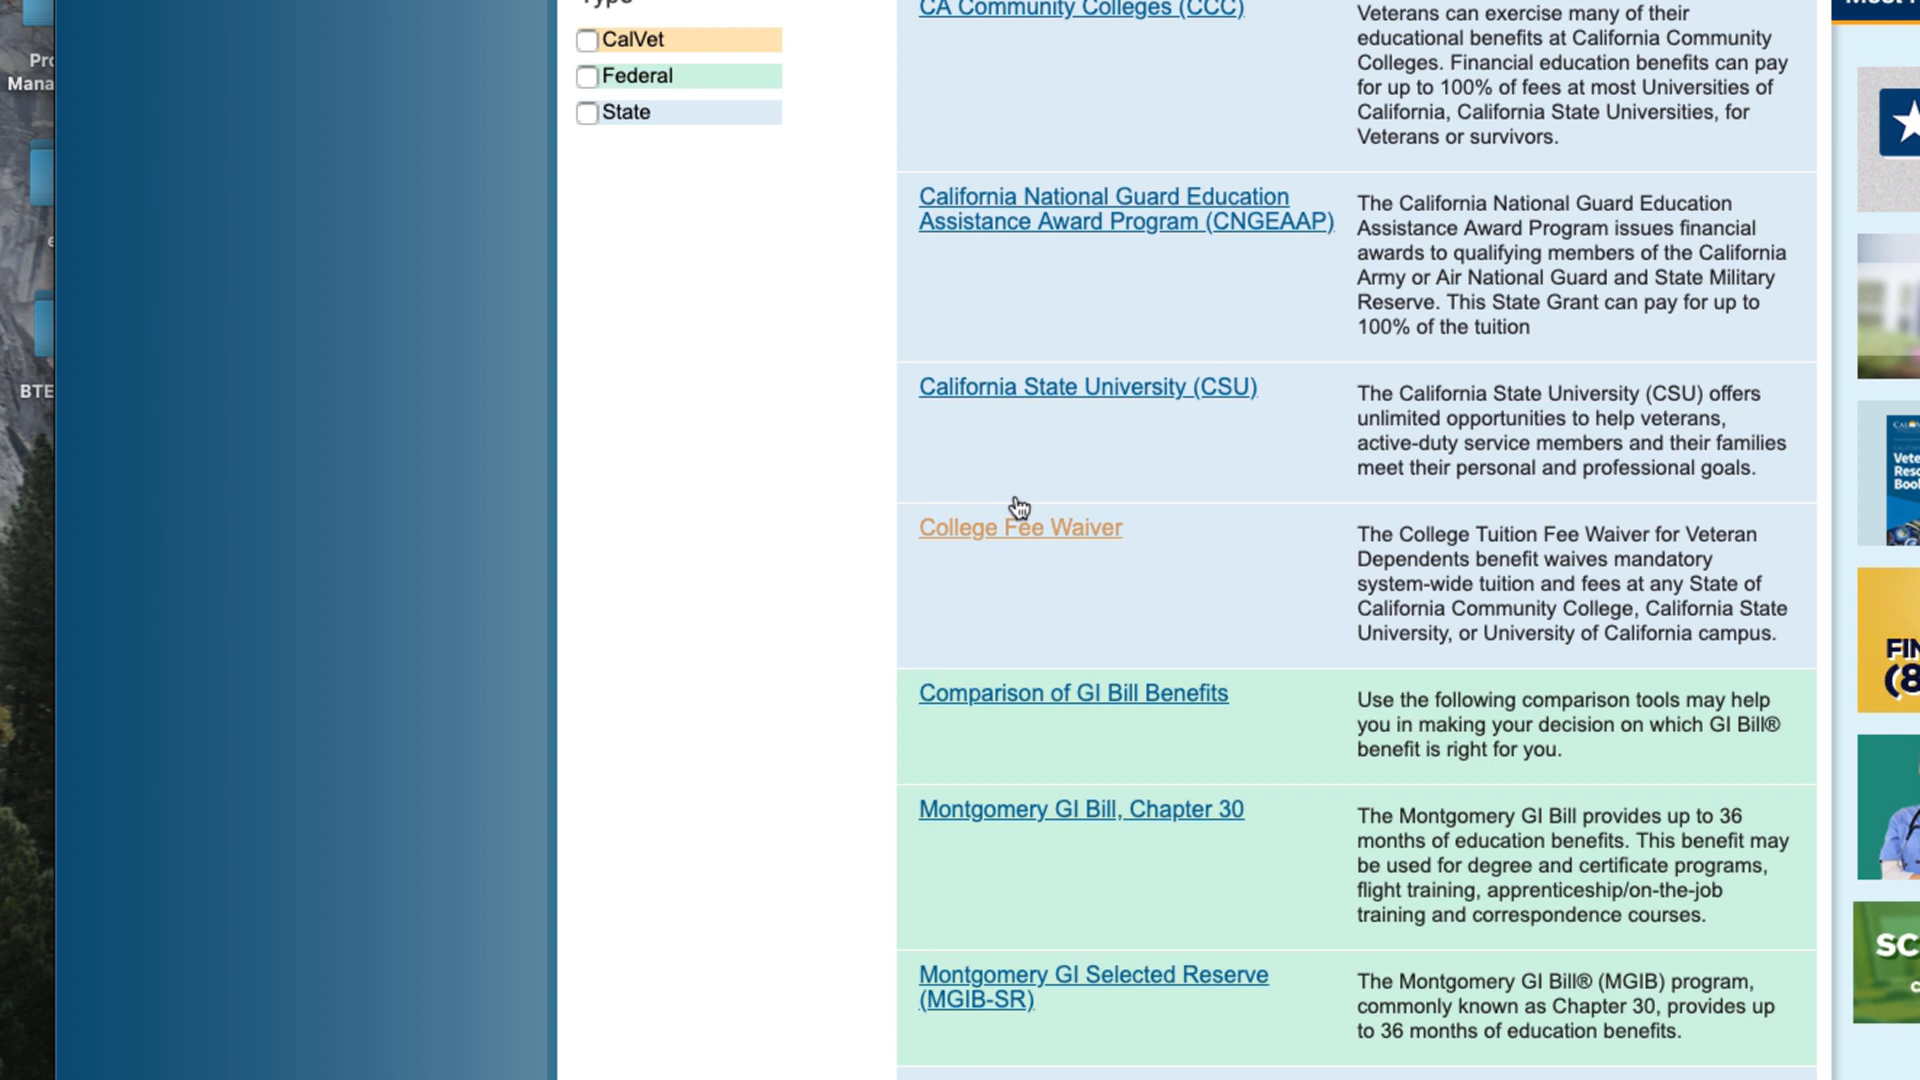 Type
CalVet
Federal
State
CA Community Colleges (CCC)
Veterans can exercise many of their
educational benefits at California Community
Colleges. Financial education benefits can pay
for up to 100% of fees at most Universities of
California, California State Universities, for
Veterans or survivors.
California National Guard Education
Assistance Award Program (CNGEAAP)
The California National Guard Education
Assistance Award Program issues financial
awards to qualifying members of the California
Army or Air National Guard and State Military
Reserve. This State Grant can pay for up to
100% of the tuition
California State University (CSU)
The California State University (CSU) offers
unlimited opportunities to help veterans,
active-duty service members and their families
meet their personal and professional goals.
College Fee Waiver
The College Tuition Fee Waiver for Veteran
Dependents benefit waives mandatory
system-wide tuition and fees at any State of
California Community College, California State
University, or University of California campus.
Comparison of GI Bill Benefits
Use the following comparison tools may help
you in making your decision on which GI Bill®
benefit is right for you.
Montgomery GI Bill, Chapter 30
The Montgomery GI Bill provides up to 36
months of education benefits. This benefit may
be used for degree and certificate programs,
flight training, apprenticeship/on-the-job
training and correspondence courses.
Montgomery GI Selected Reserve
(MGIB-SR)
The Montgomery GI Bill® (MGIB) program,
commonly known as Chapter 30, provides up
to 36 months of education benefits.
Pro
Mana
BTE
Vete
Reso
Boo
FIN
(8
SC